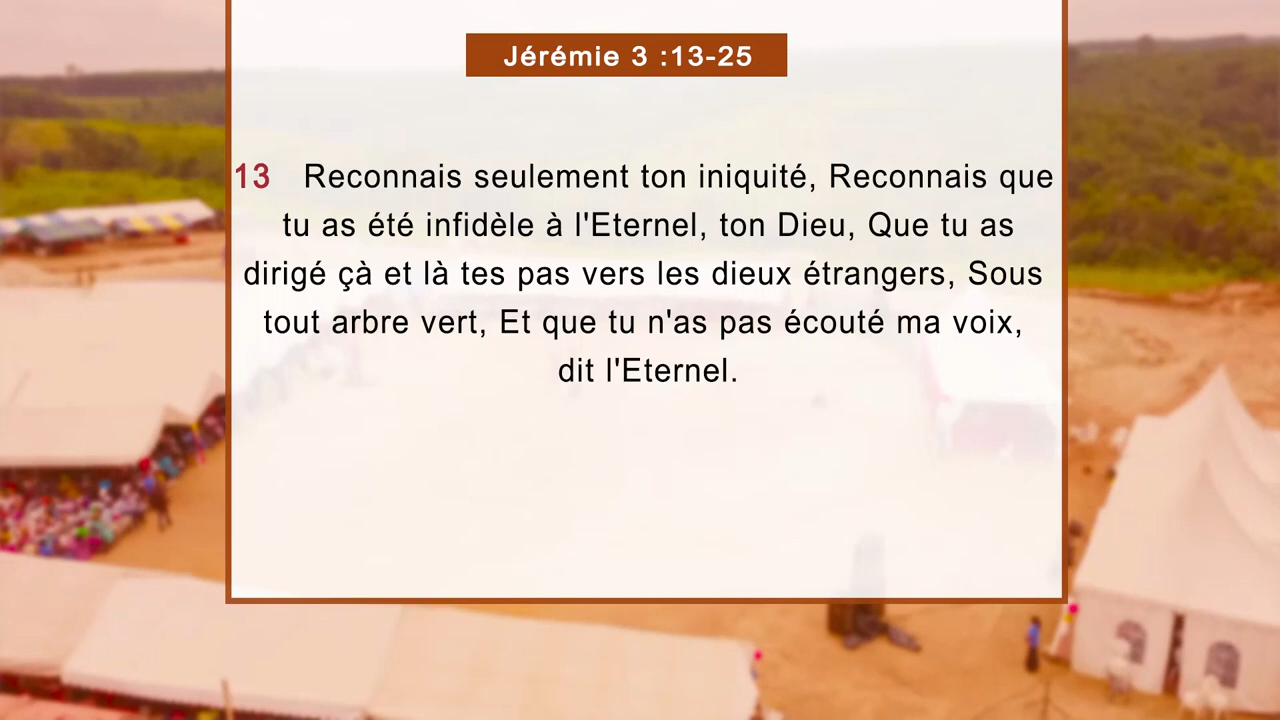 Jérémie 3 :13-25
13 Reconnais seulement ton iniquité, Reconnais que
tu as été infidèle à l'Eternel, ton Dieu, Que tu as
dirigé çà et là tes pas vers les dieux étrangers, Sous
tout arbre vert, Et que tu n'as pas écouté ma voix,
dit l'Eternel.